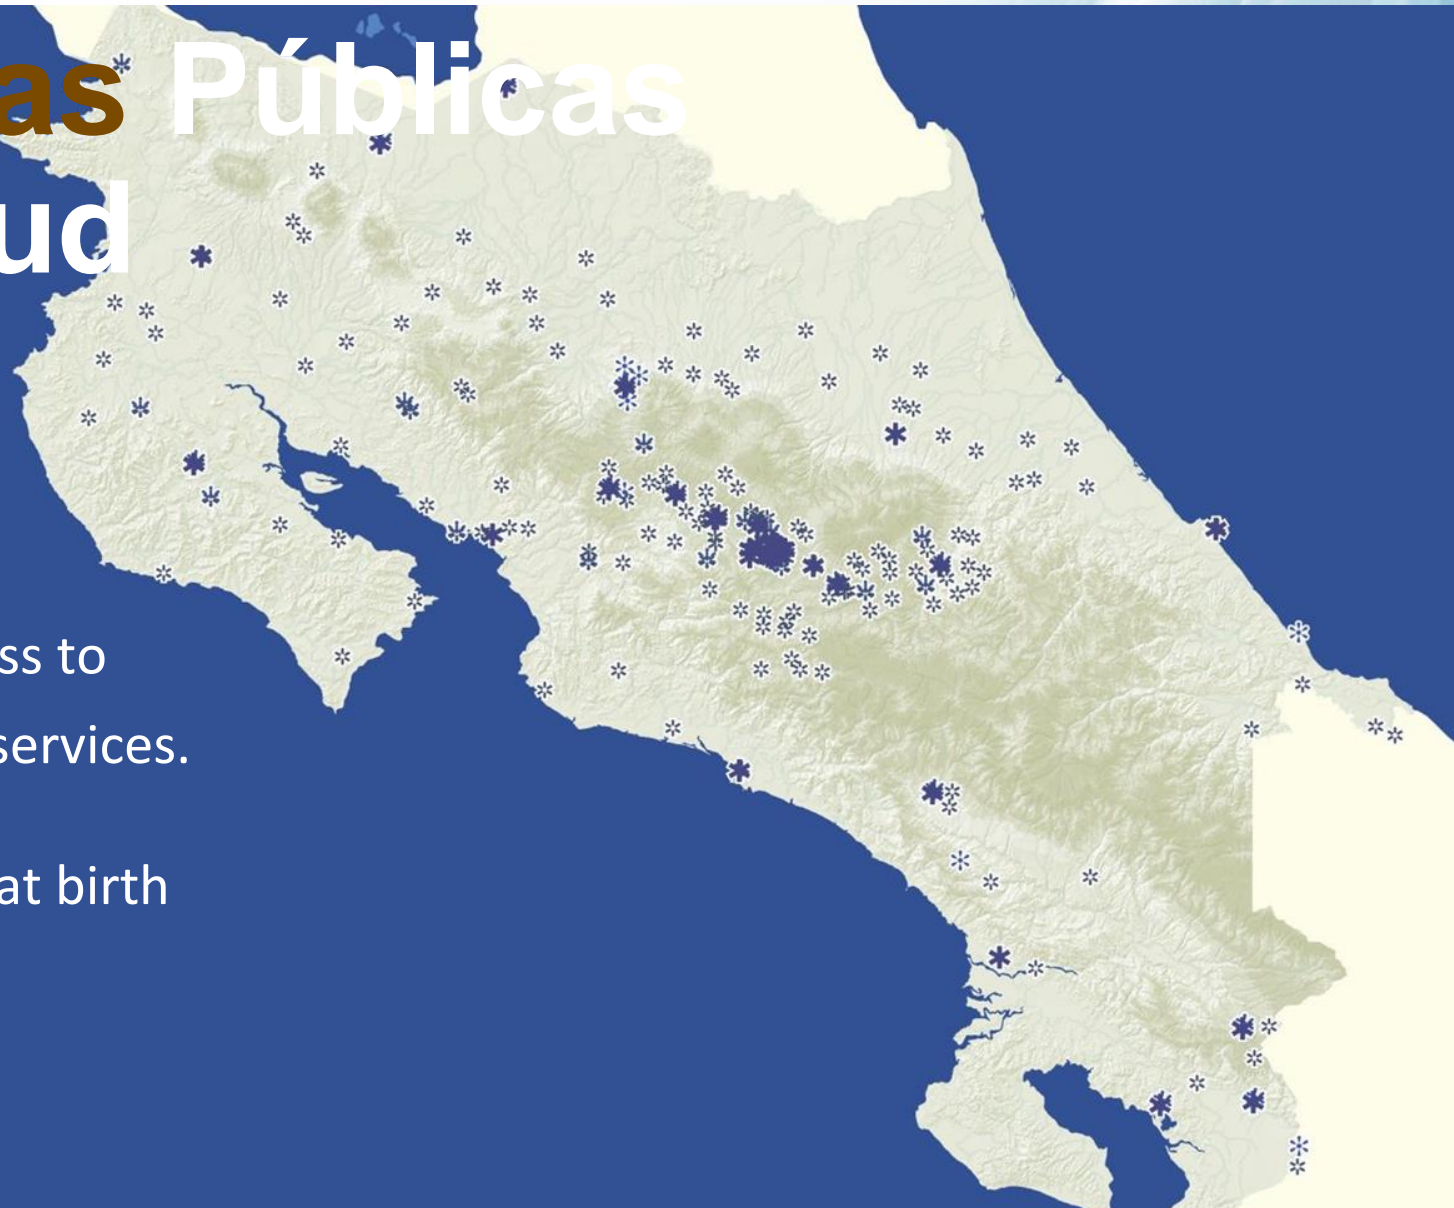 as Públicas
ud
ss to
services.
at birth